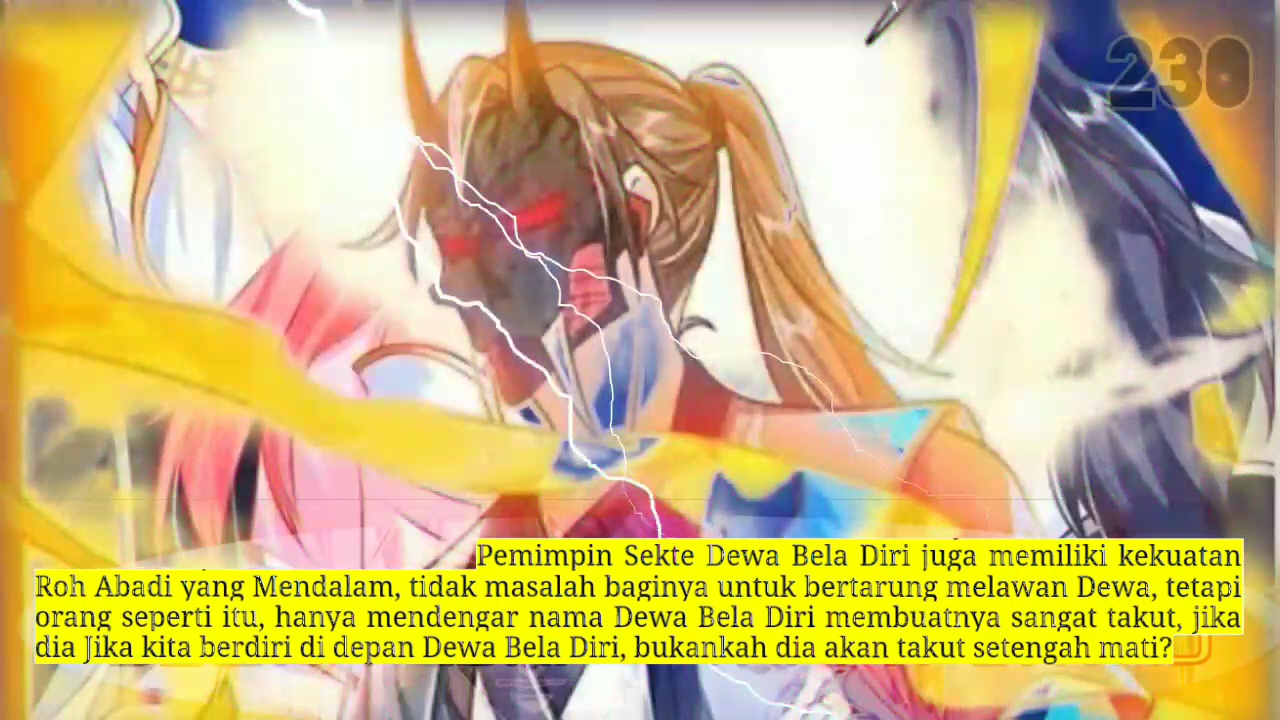 230
Pemimpin Sekte Dewa Bela Diri juga memiliki kekuatan
Roh Abadi yang Mendalam, tidak masalah baginya untuk bertarung melawan Dewa, tetapi
orang seperti itu, hanya mendengar nama Dewa Bela Diri membuatnya sangat takut, jika
dia Jika kita berdiri di depan Dewa Bela Diri, bukankah dia akan takut setengah mati?